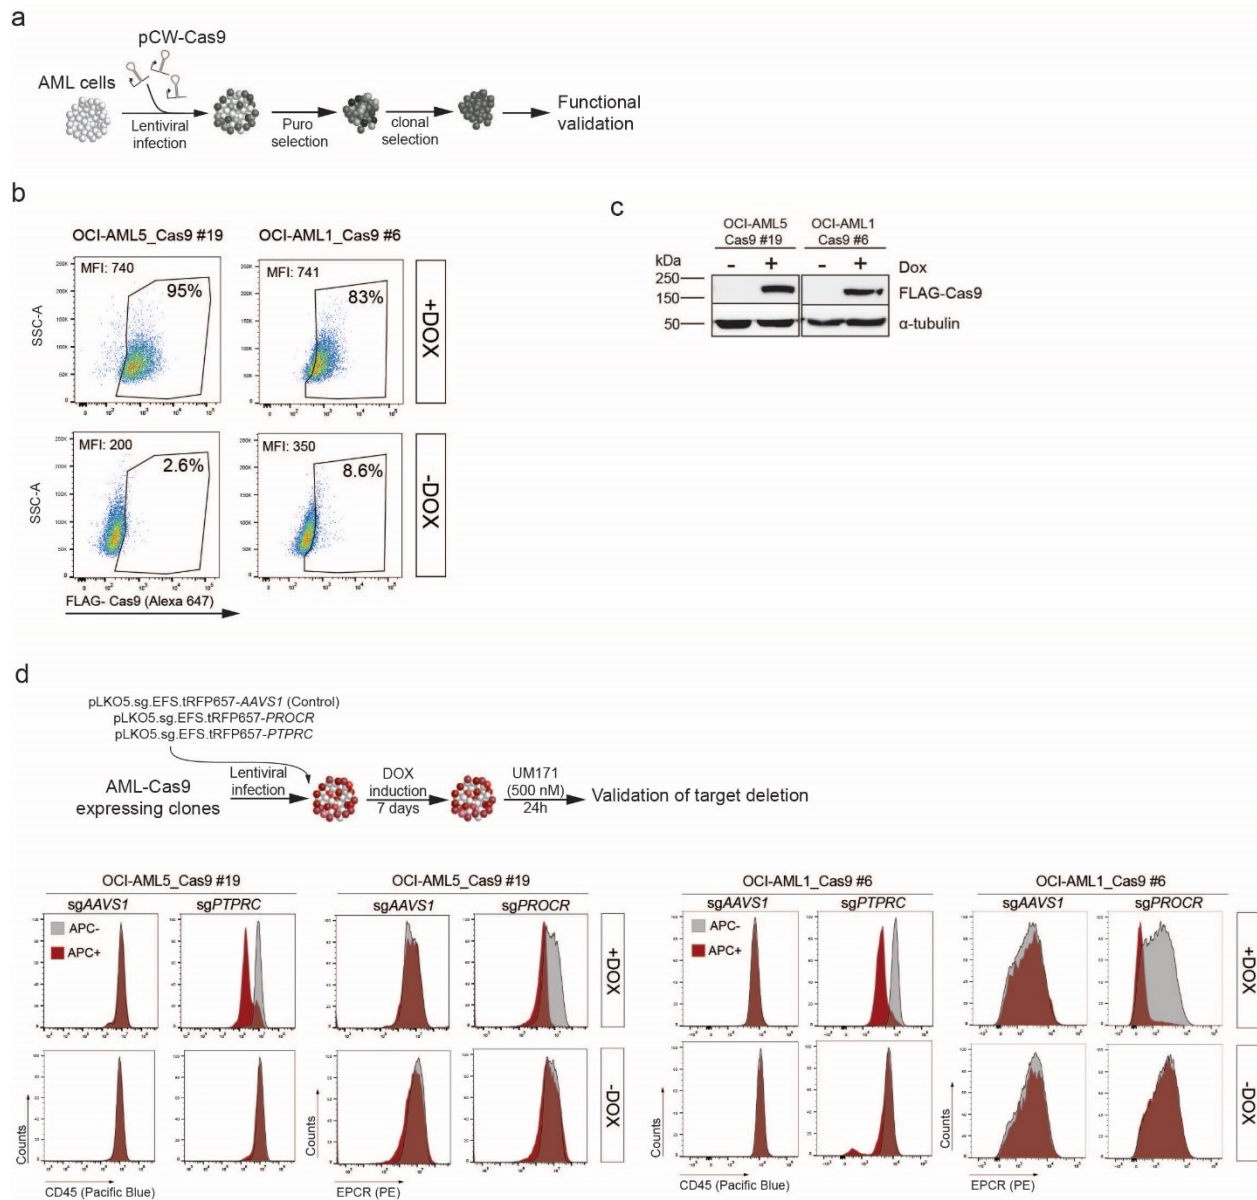 a
pCW-Cas9
AML cells
Lentiviral
infection
Puro
selection
clonal
selection
Functional
validation
b
OCI-AML5_Cas9 #19
OCI-AML1_Cas9 #6
MFI: 740
95%
MFI: 741
83%
+DOX
SSC-A
MFI: 200
2.6%
MFI: 350
8.6%
-DOX
SSC-A
FLAG- Cas9 (Alexa 647)
c
OCI-AML5
Cas9 #19
OCI-AML1
Cas9 #6
kDa
- + - + Dox
250
150
FLAG-Cas9
50
α-tubulin
d
pLKO5.sg.EFS.tRFP657-AAVS1 (Control)
pLKO5.sg.EFS.tRFP657-PROCR
pLKO5.sg.EFS.tRFP657-PTPRC
AML-Cas9
expressing clones
Lentiviral
infection
DOX
induction
7 days
UM171
(500 nM)
24h
Validation of target deletion
OCI-AML5_Cas9 #19
sgAAVS1
sgPTPRC
OCI-AML5_Cas9 #19
sgAAVS1
sgPROCR
OCI-AML1_Cas9 #6
sgAAVS1
sgPTPRC
OCI-AML1_Cas9 #6
sgAAVS1
sgPROCR
APC-
APC+
APC-
APC+
+DOX
+DOX
-DOX
-DOX
Counts
Counts
Counts
Counts
CD45 (Pacific Blue)
EPCR (PE)
CD45 (Pacific Blue)
EPCR (PE)